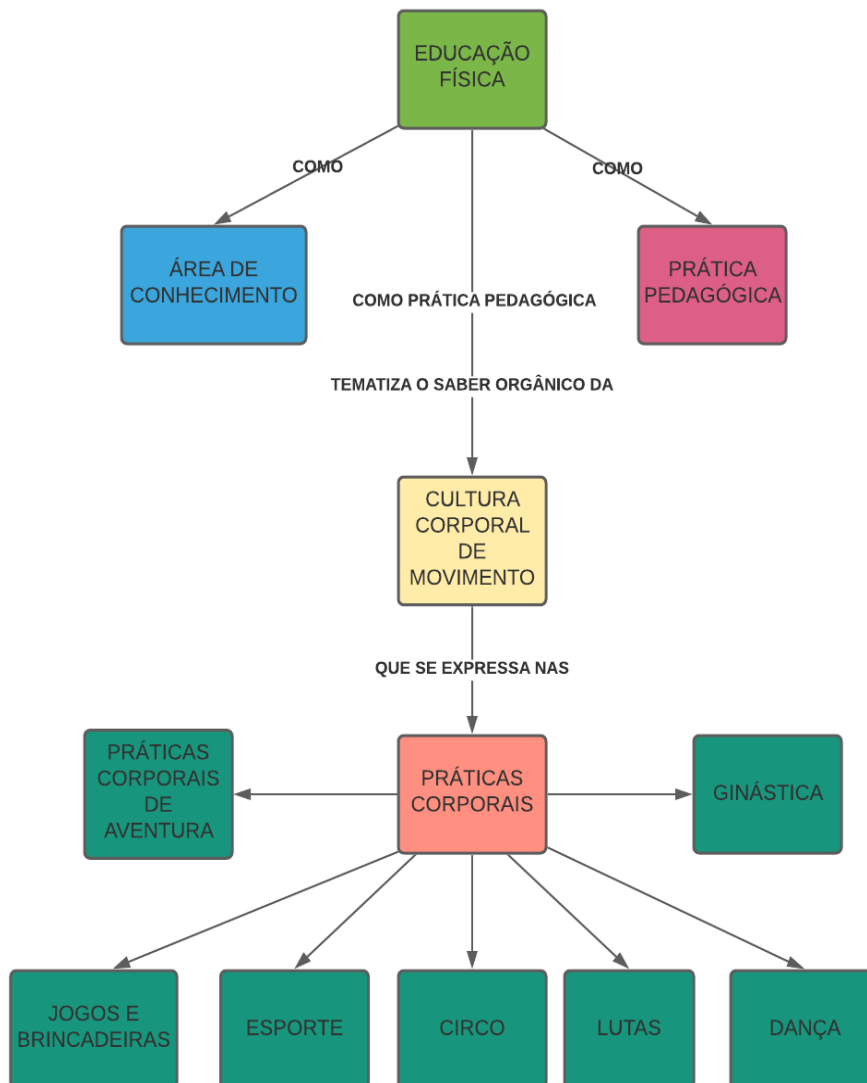 EDUCAÇÃO
FÍSICA
COMO
COMO
ÁREA DE
CONHECIMENTO
PRÁTICA
PEDAGÓGICA
COMO PRÁTICA PEDAGÓGICA
TEMATIZA O SABER ORGÂNICO DA
CULTURA
CORPORAL
DE
MOVIMENTO
QUE SE EXPRESSA NAS
PRÁTICAS
CORPORAIS
DE
AVENTURA
PRÁTICAS
CORPORAIS
GINÁSTICA
JOGOS E
BRINCADEIRAS
ESPORTE
CIRCO
LUTAS
DANÇA